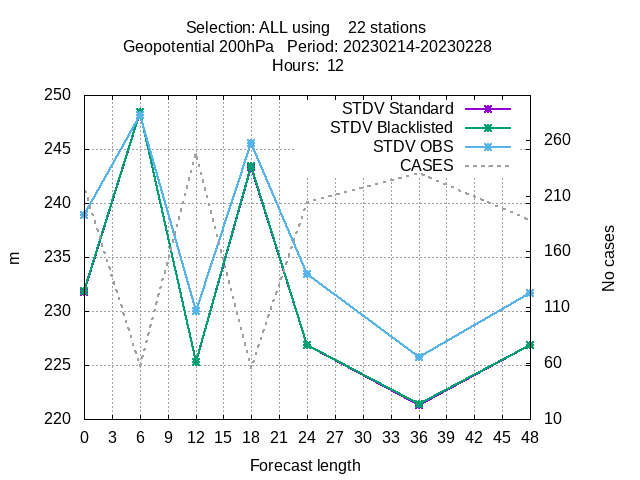 Selection: ALL using 22 stations
Geopotential 200hPa Period: 20230214-20230228
Hours: 12
250
245
240
235
230
225
220
m
STDV Standard
STDV Blacklisted
STDV OBS
CASES
260
210
160
110
60
10
No cases
0 3 6 9 12 15 18 21 24 27 30 33 36 39 42 45 48
Forecast length